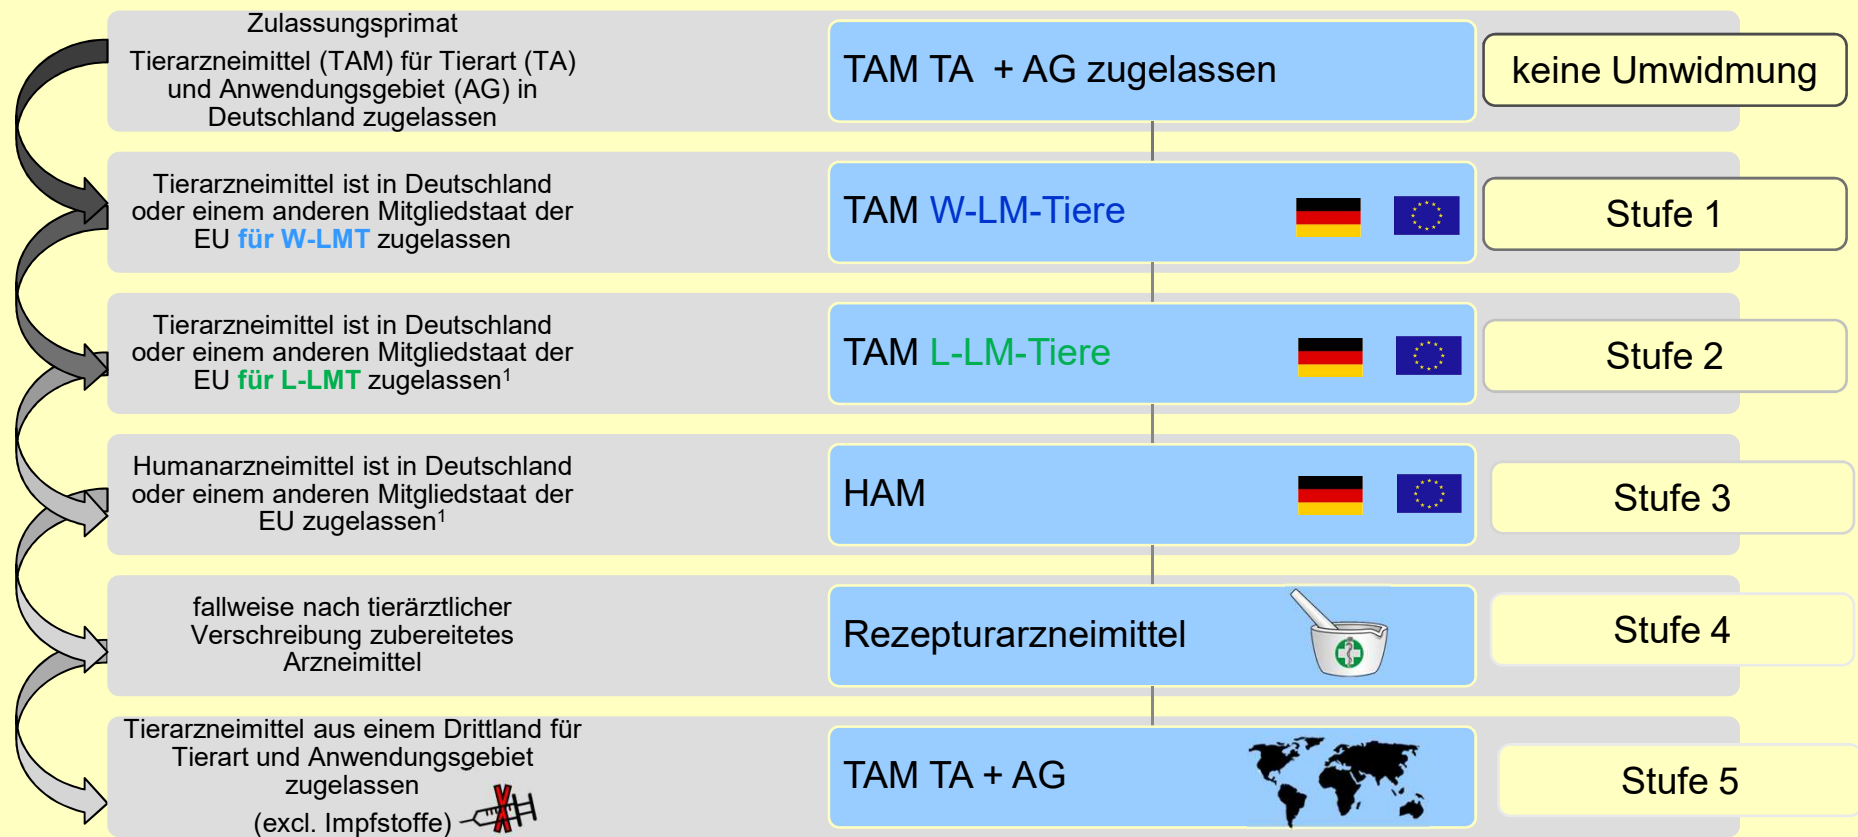 Zulassungsprimat
Tierarzneimittel (TAM) für Tierart (TA)
und Anwendungsgebiet (AG) in
Deutschland zugelassen
TAM TA + AG zugelassen
keine Umwidmung
Tierarzneimittel ist in Deutschland
oder einem anderen Mitgliedstaat der
EU für W-LMT zugelassen
TAM W-LM-Tiere
Stufe 1
Tierarzneimittel ist in Deutschland
oder einem anderen Mitgliedstaat der
EU für L-LMT zugelassen¹
TAM L-LM-Tiere
Stufe 2
Humanarzneimittel ist in Deutschland
oder einem anderen Mitgliedstaat der
EU zugelassen¹
HAM
Stufe 3
fallweise nach tierärztlicher
Verschreibung zubereitetes
Arzneimittel
Rezepturarzneimittel
Stufe 4
Tierarzneimittel aus einem Drittland für
Tierart und Anwendungsgebiet
zugelassen
(excl. Impfstoffe)
TAM TA + AG
Stufe 5